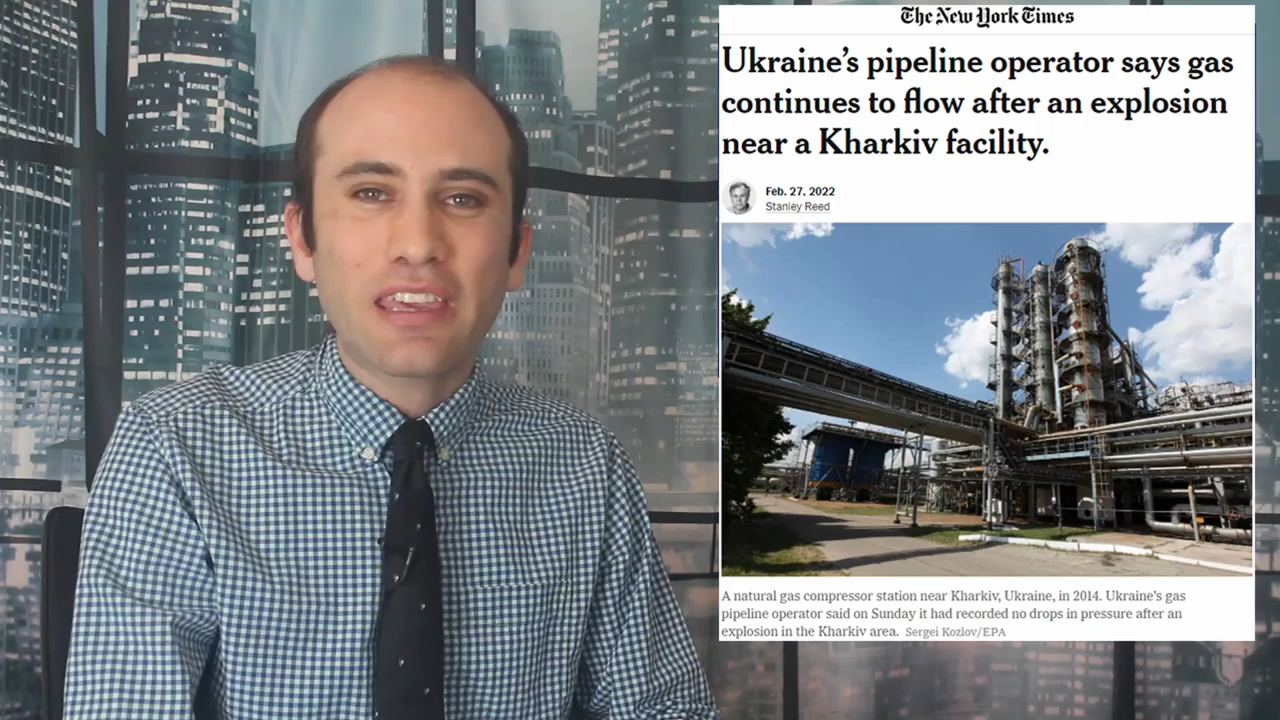 The New York Times
Ukraine’s pipeline operator says gas
continues to flow after an explosion
near a Kharkiv facility.
Feb. 27, 2022
Stanley Reed
A natural gas compressor station near Kharkiv, Ukraine, in 2014. Ukraine’s gas
pipeline operator said on Sunday it had recorded no drops in pressure after an
explosion in the Kharkiv area. Sergei Kozlov/EPA